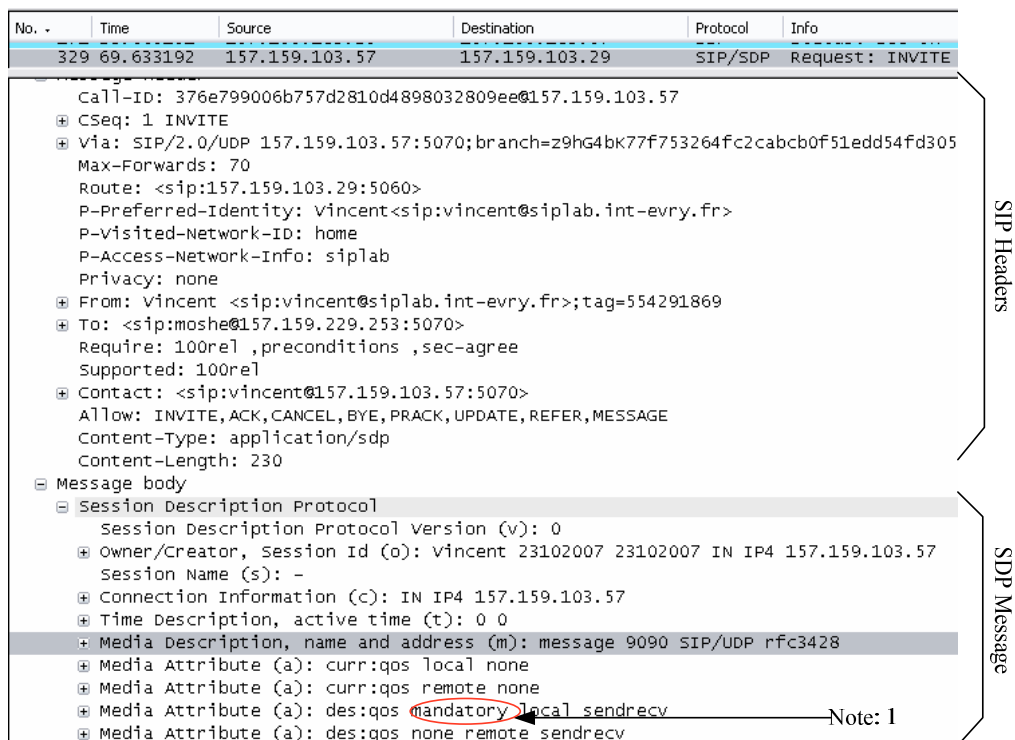 No. Time Source Destination Protocol Info
329 69.633192 157.159.103.57 157.159.103.29 SIP/SDP Request: INVITE
Call-ID: 376e799006b757d2810d4898032809ee@157.159.103.57
CSeq: 1 INVITE
Via: SIP/2.0/UDP 157.159.103.57:5070;branch=z9hG4bK77f753264fc2cabcb0f51edd54fd305
Max-Forwards: 70
Route: <sip:157.159.103.29:5060>
P-Preferred-Identity: Vincent<sip:vincent@siplab.int-evry.fr>
P-Visited-Network-ID: home
P-Access-Network-Info: siplab
Privacy: none
From: Vincent <sip:vincent@siplab.int-evry.fr>;tag=554291869
To: <sip:moshe@157.159.229.253:5070>
Require: 100rel ,preconditions ,sec-agree
Supported: 100rel
Contact: <sip:vincent@157.159.103.57:5070>
Allow: INVITE,ACK,CANCEL,BYE,PRACK,UPDATE,REFER,MESSAGE
Content-Type: application/sdp
Content-Length: 230
SIP Headers
Message body
Session Description Protocol
Session Description Protocol Version (v): 0
Owner/Creator, Session Id (o): Vincent 23102007 23102007 IN IP4 157.159.103.57
Session Name (s): -
Connection Information (c): IN IP4 157.159.103.57
Time Description, active time (t): 0 0
Media Description, name and address (m): message 9090 SIP/UDP rfc3428
Media Attribute (a): curr:qos local none
Media Attribute (a): curr:qos remote none
Media Attribute (a): des:qos mandatory local sendrecv
Media Attribute (a): des:qos none remote sendrecv
SDP Message
Note: 1